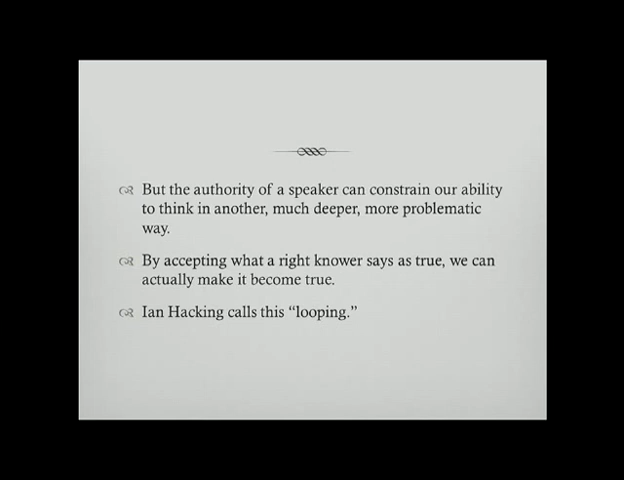 But the authority of a speaker can constrain our ability
to think in another, much deeper, more problematic
way.
By accepting what a right knower says as true, we can
actually make it become true.
Ian Hacking calls this “looping.”